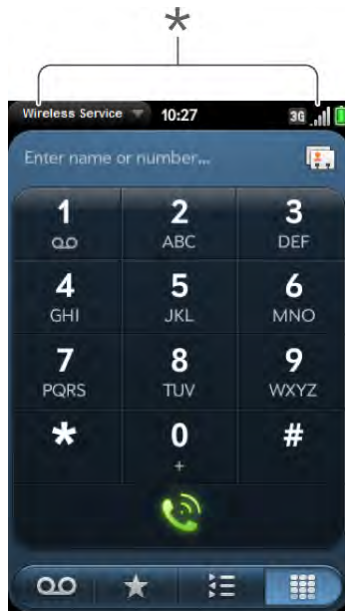 *
Wireless Service 10:27 3G
Enter name or number...
1 2 3
ABC DEF
4 5 6
GHI JKL MNO
7 8 9
PQRS TUV WXYZ
* 0 #
+